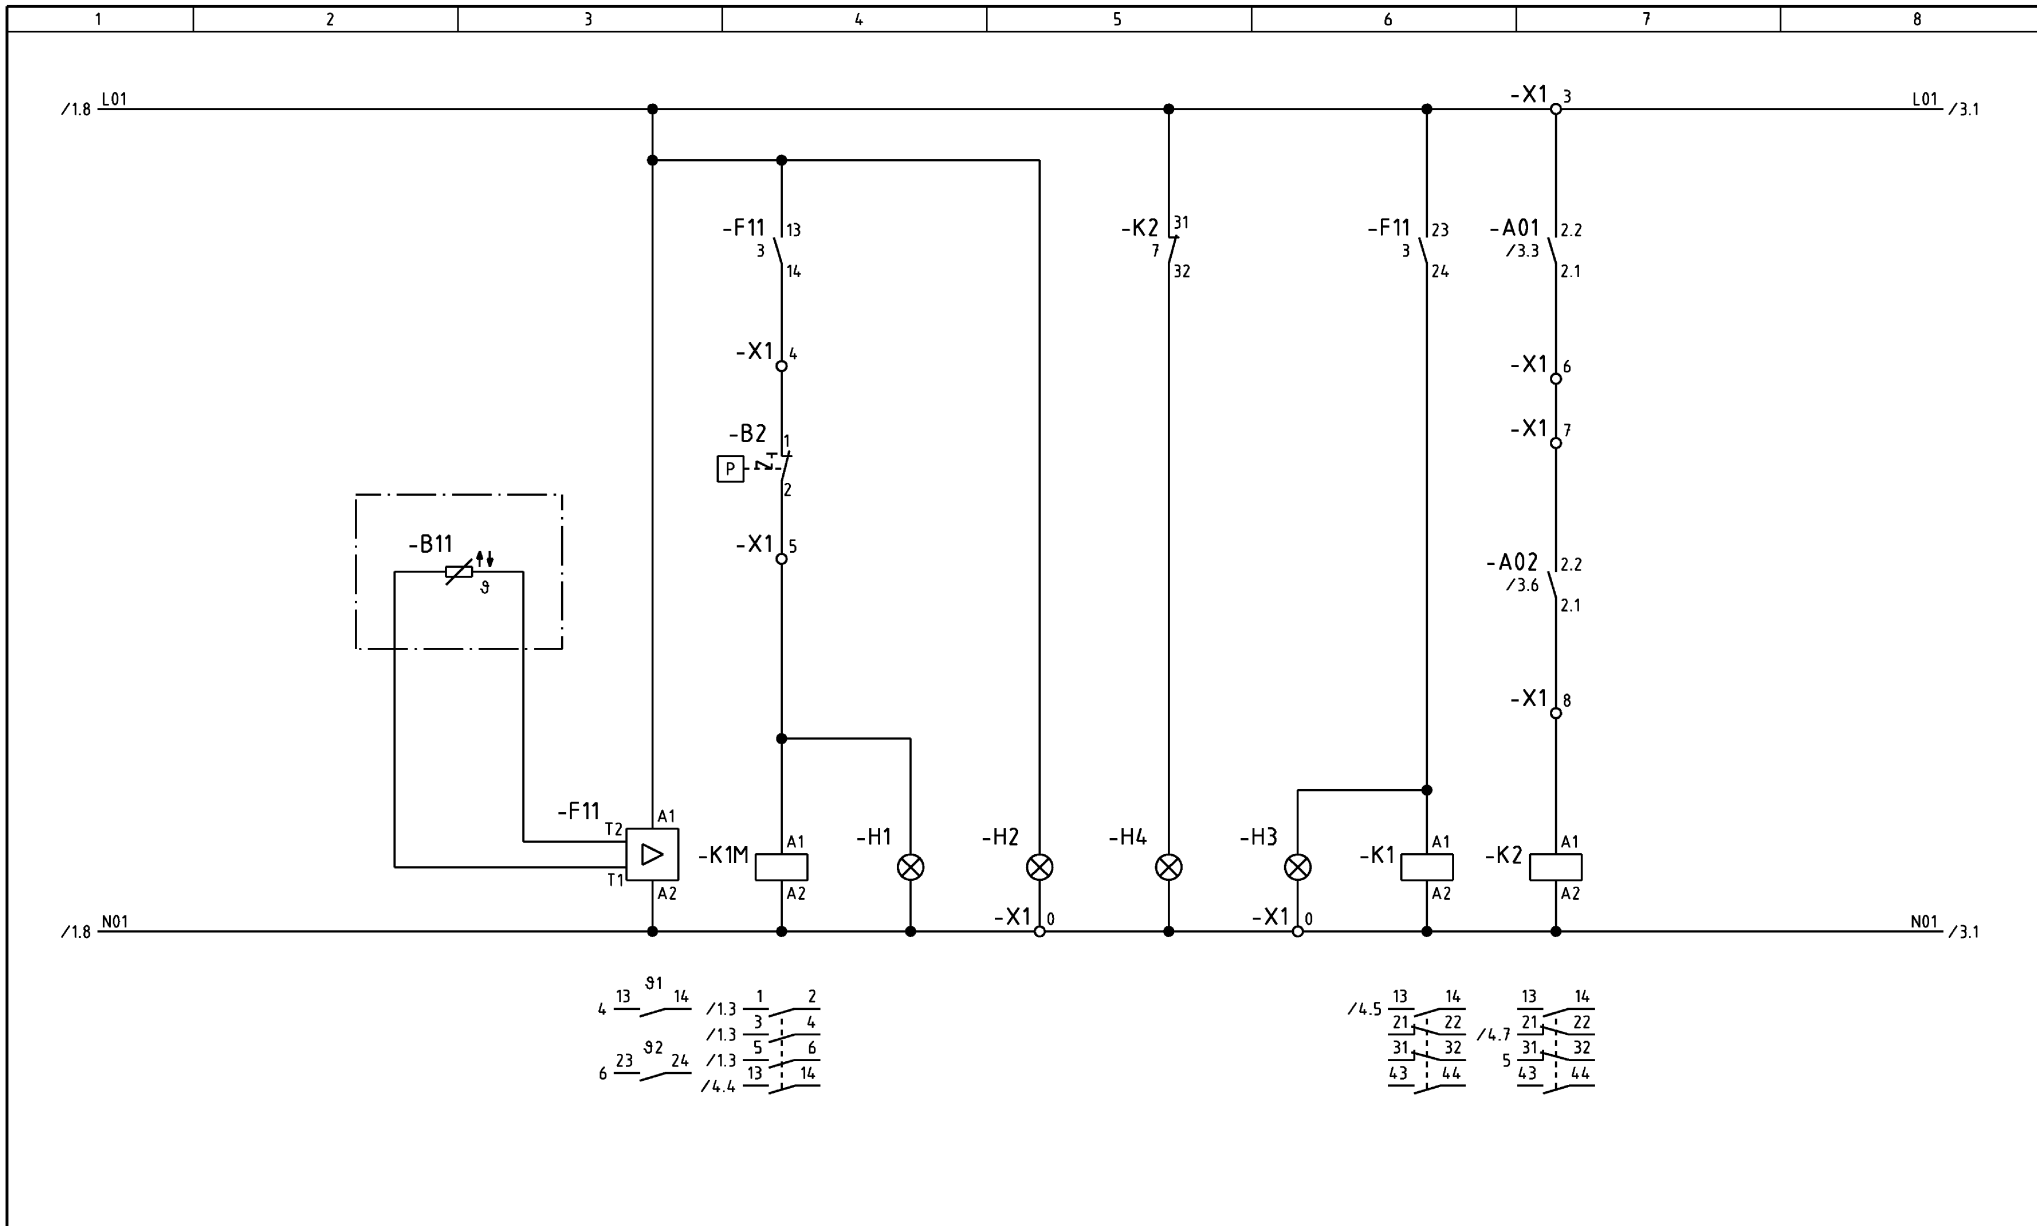 1 2 3 4 5 6 7 8
-X1 3
/1.8 L01 L01 /3.1
-F11 13 -K2 31 -F11 23 -A01 2.2
3 7 3 /3.3
14 32 24 2.1
-X1 4 -X1 6
-B2 1 -X1 7
P
2
-B11 -X1 5 -A02 2.2
ϑ /3.6
2.1
-X1 8
-F11 T2 A1
-K1M A1 -H1 -H2 -H4 -H3 -K1 A1 -K2 A1
T1 A2 A2 A2 A2
/1.8 N01 -X1 0 -X1 0 N01 /3.1
ϑ1
4 13 14 /1.3 1 2 /4.5 13 14 13 14
/1.3 3 4 21 22 /4.7 21 22
ϑ2
6 23 24 /1.3 5 6 31 32 5 31 32
/4.4 13 14 43 44 43 44